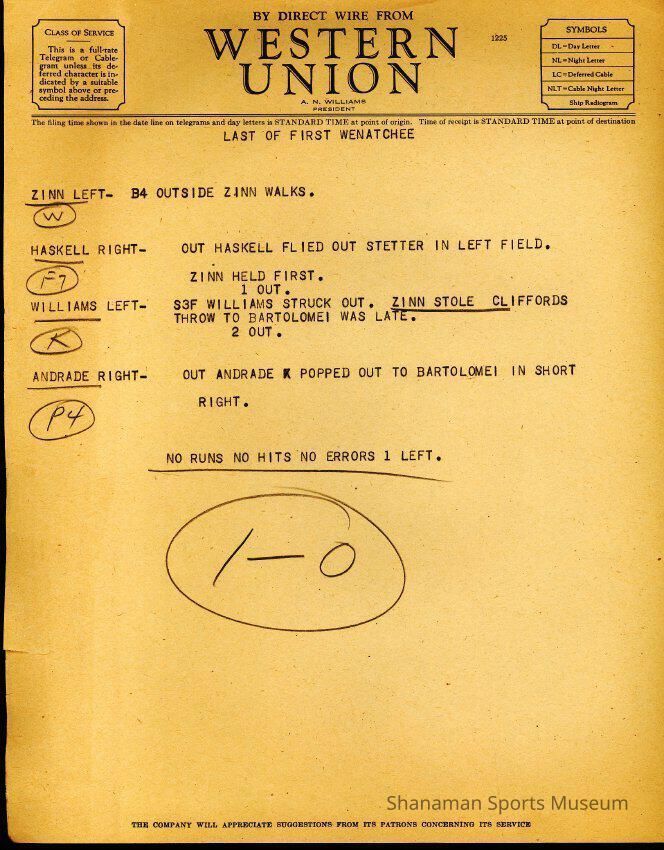 BY DIRECT WIRE FROM
WESTERN
UNION
1225
A. N. WILLIAMS
PRESIDENT
CLASS OF SERVICE
This is a full-rate
Telegram or Cable-
gram unless its de-
ferred character is in-
dicated by a suitable
symbol above or pre-
ceding the address.
SYMBOLS
DL=Day Letter
NL=Night Letter
LC=Deferred Cable
NLT=Cable Night Letter
Ship Radiogram
The filing time shown in the date line on telegrams and day letters is STANDARD TIME at point of origin. Time of receipt is STANDARD TIME at point of destination
LAST OF FIRST WENATCHEE
ZINN LEFT- B4 OUTSIDE ZINN WALKS.
W
HASKELL RIGHT- OUT HASKELL FLIED OUT STETTER IN LEFT FIELD.
F7
ZINN HELD FIRST.
1 OUT.
WILLIAMS LEFT- S3F WILLIAMS STRUCK OUT. ZINN STOLE CLIFFORDS
THROW TO BARTOLOMEI WAS LATE.
K
2 OUT.
ANDRADE RIGHT- OUT ANDRADE K POPPED OUT TO BARTOLOMEI IN SHORT
RIGHT.
P4
NO RUNS NO HITS NO ERRORS 1 LEFT.
1-0
Shanaman Sports Museum
THE COMPANY WILL APPRECIATE SUGGESTIONS FROM ITS PATRONS CONCERNING ITS SERVICE